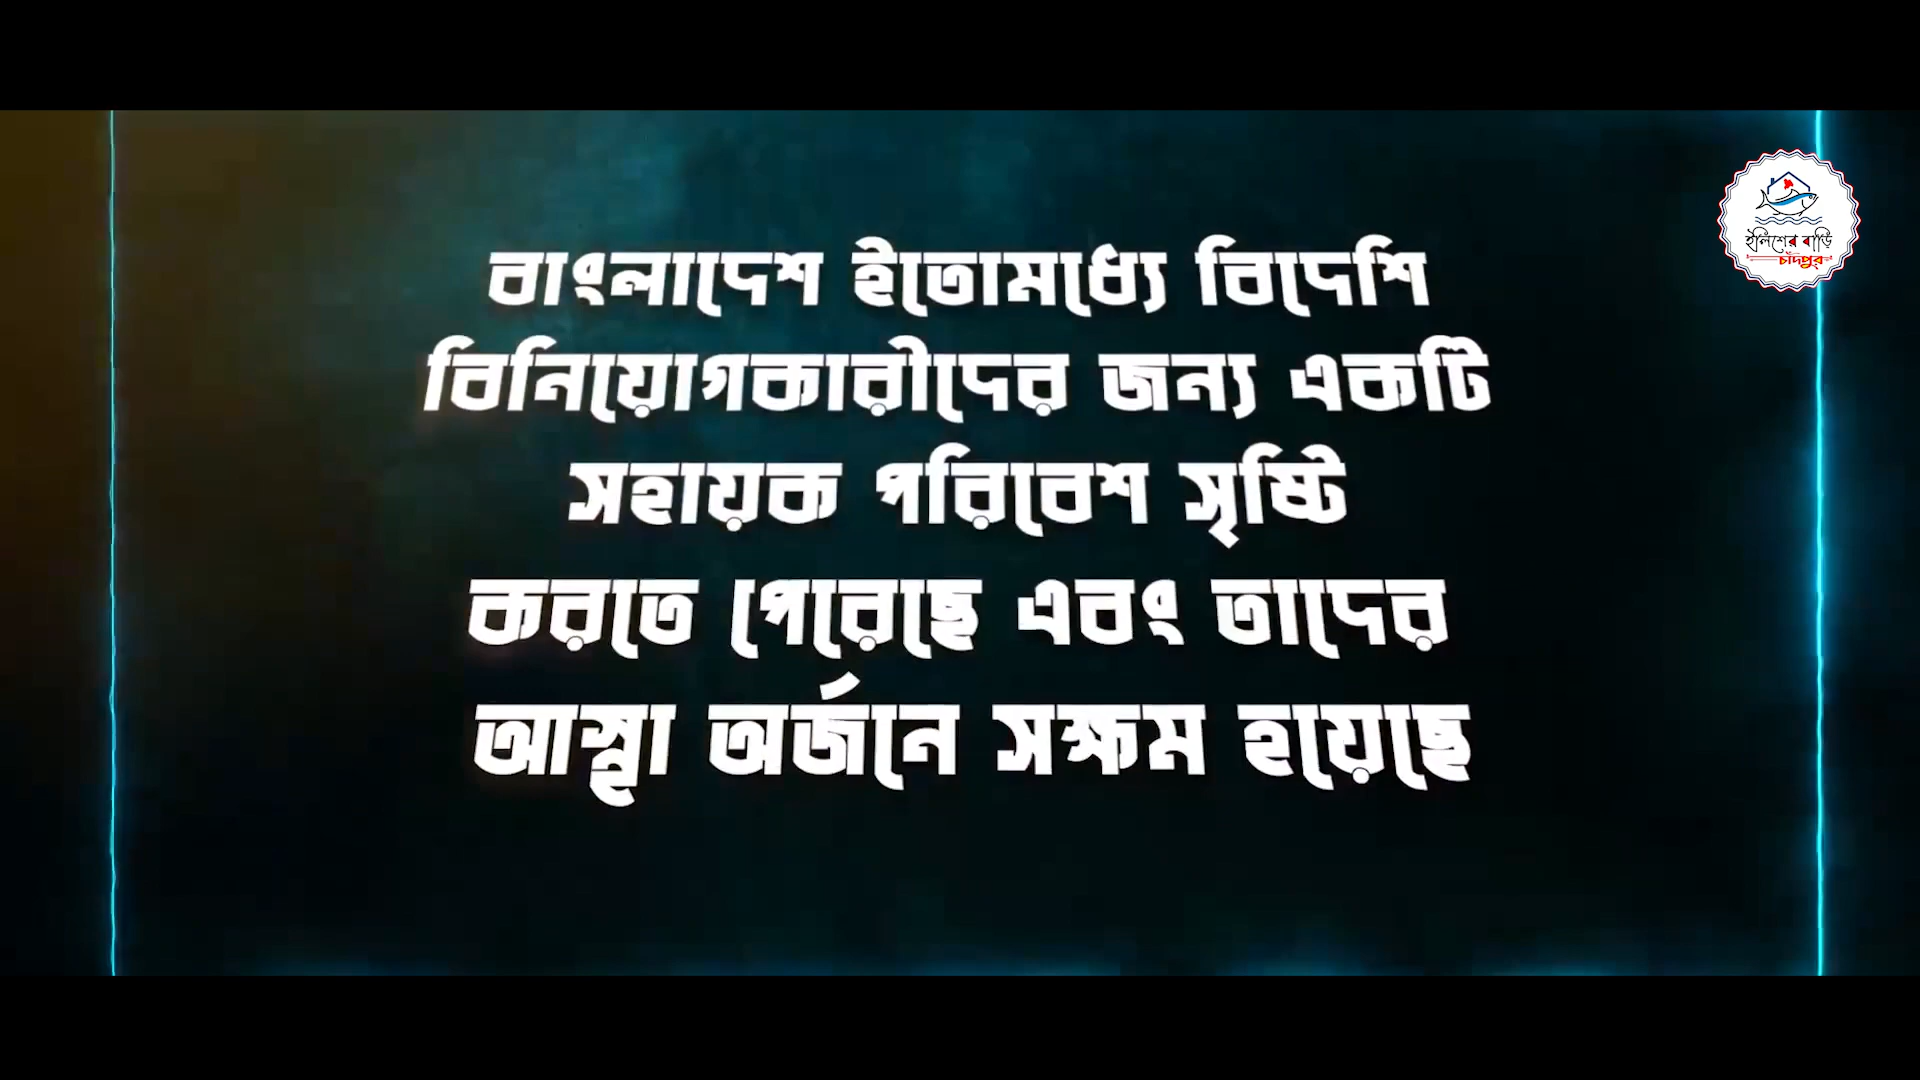 ইলিশের বাড়ি
চাঁদপুর
বাংলাদেশ ইতোমধ্যে বিদেশি
বিনিয়োগকারীদের জন্য একটি
সহায়ক পরিবেশ সৃষ্টি
করতে পেরেছে এবং তাদের
আস্থা অর্জনে সক্ষম হয়েছে